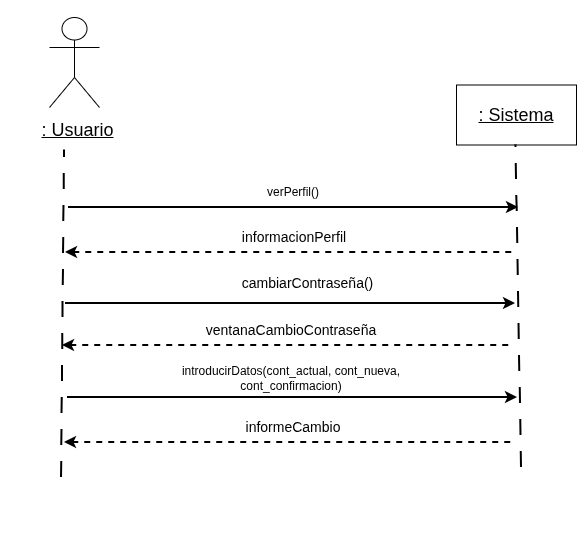 : Usuario
: Sistema
verPerfil()
informacionPerfil
cambiarContraseña()
ventanaCambioContraseña
introducirDatos(cont_actual, cont_nueva,
cont_confirmacion)
informeCambio